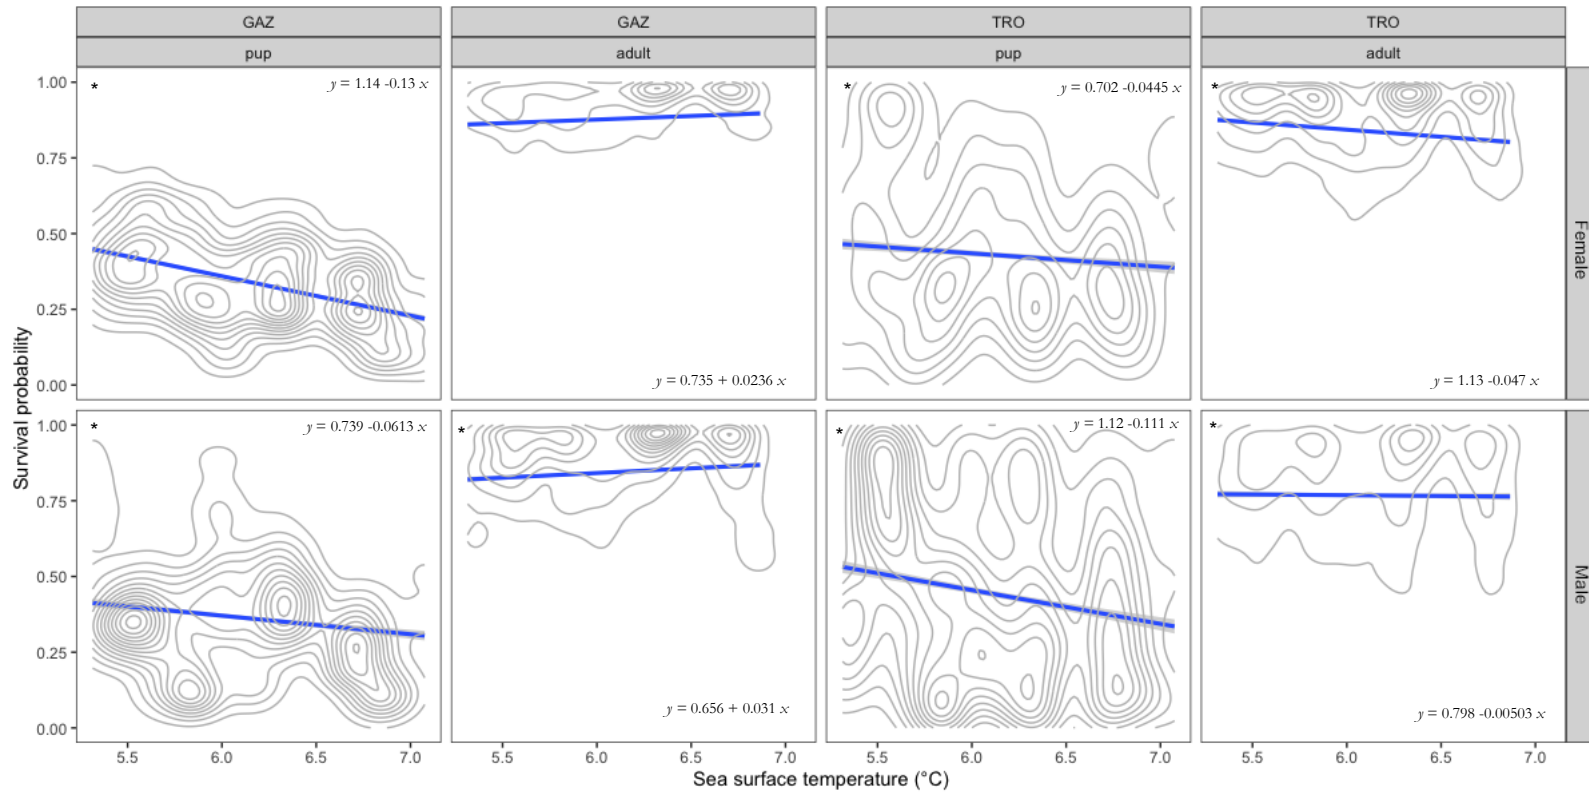 GAZ GAZ TRO TRO
pup adult pup adult
* y = 1.14 -0.13 x
y = 0.735 + 0.0236 x
* y = 0.702 -0.0445 x
*
y = 1.13 -0.047 x
Female
1.00
0.75
0.50
0.25
0.00
* y = 0.739 -0.0613 x
*
y = 0.656 + 0.031 x
* y = 1.12 -0.111 x
*
y = 0.798 -0.00503 x
Male
1.00
0.75
0.50
0.25
0.00
Survival probability
5.5 6.0 6.5 7.0 5.5 6.0 6.5 7.0 5.5 6.0 6.5 7.0 5.5 6.0 6.5 7.0
Sea surface temperature (°C)